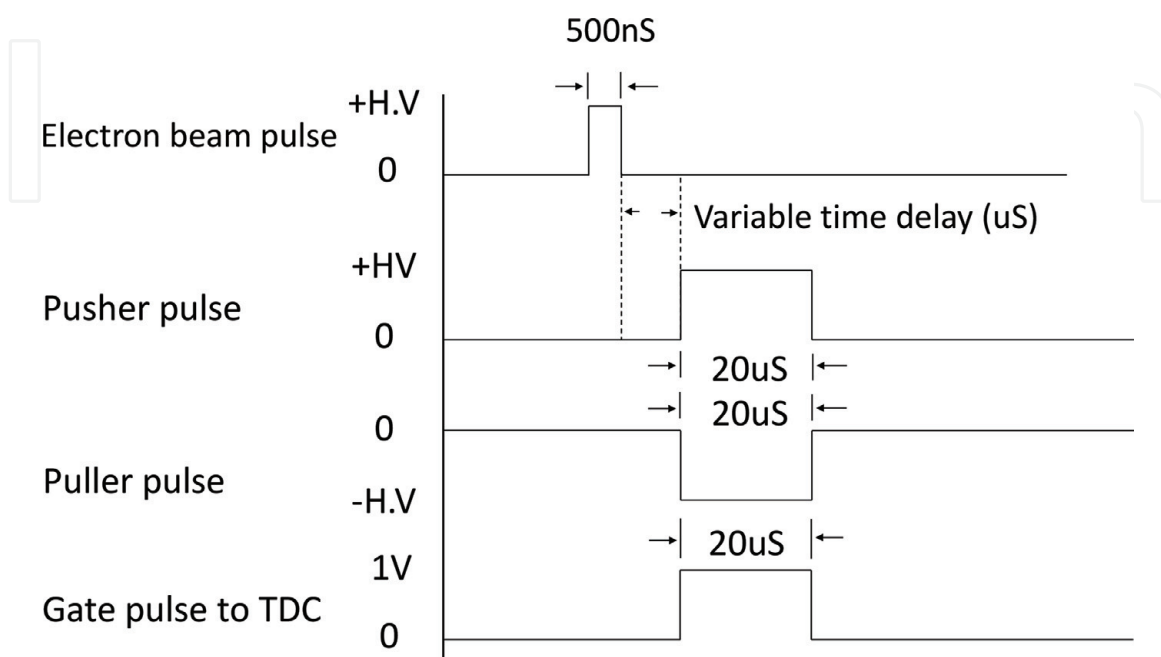 500nS
+H.V
Electron beam pulse
0
Variable time delay (uS)
+HV
Pusher pulse
0
20uS
20uS
0
Puller pulse
-H.V
20uS
1V
Gate pulse to TDC
0